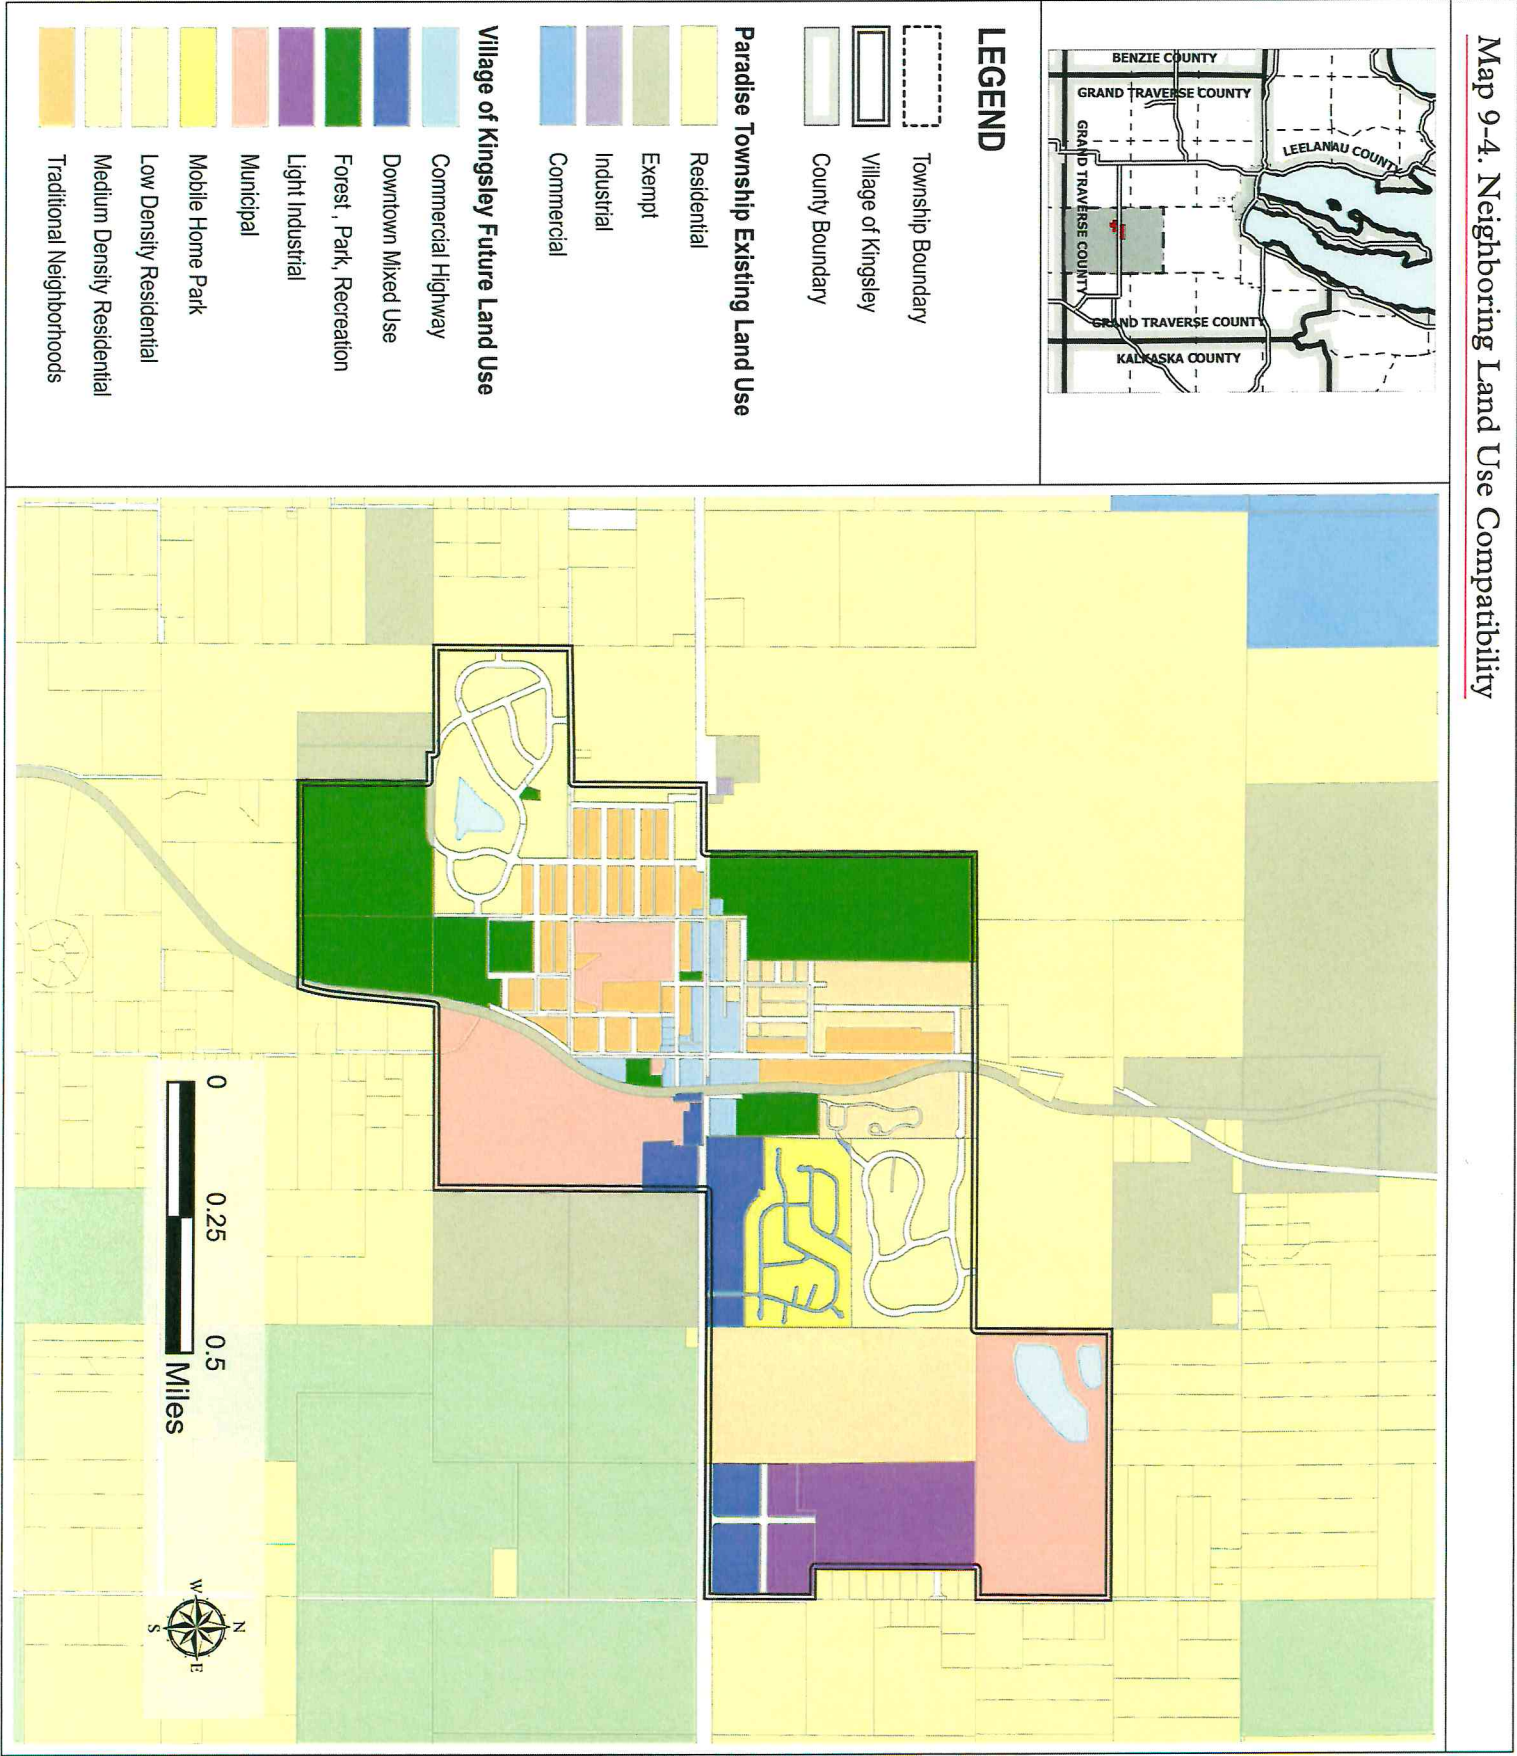 Map 9-4. Neighboring Land Use Compatibility
BENZIE COUNTY
GRAND TRAVERSE COUNTY
LEELANAU COUNTY
GRAND TRAVERSE COUNTY
GRAND TRAVERSE COUNTY
KALKASKA COUNTY
LEGEND
Township Boundary
Village of Kingsley
County Boundary
Paradise Township Existing Land Use
Residential
Exempt
Industrial
Commercial
Village of Kingsley Future Land Use
Commercial Highway
Downtown Mixed Use
Forest , Park, Recreation
Light Industrial
Municipal
Mobile Home Park
Low Density Residential
Medium Density Residential
Traditional Neighborhoods
0 0.25 0.5
Miles
N
W E
S